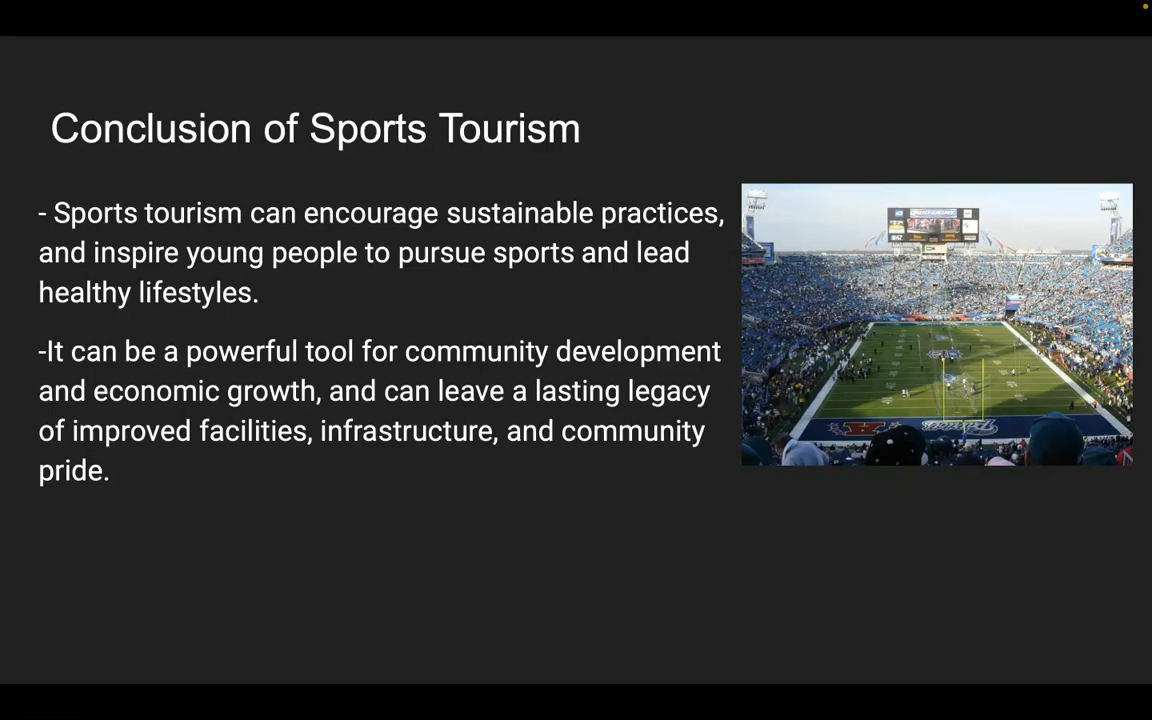 Conclusion of Sports Tourism
- Sports tourism can encourage sustainable practices,
and inspire young people to pursue sports and lead
healthy lifestyles.
-It can be a powerful tool for community development
and economic growth, and can leave a lasting legacy
of improved facilities, infrastructure, and community
pride.